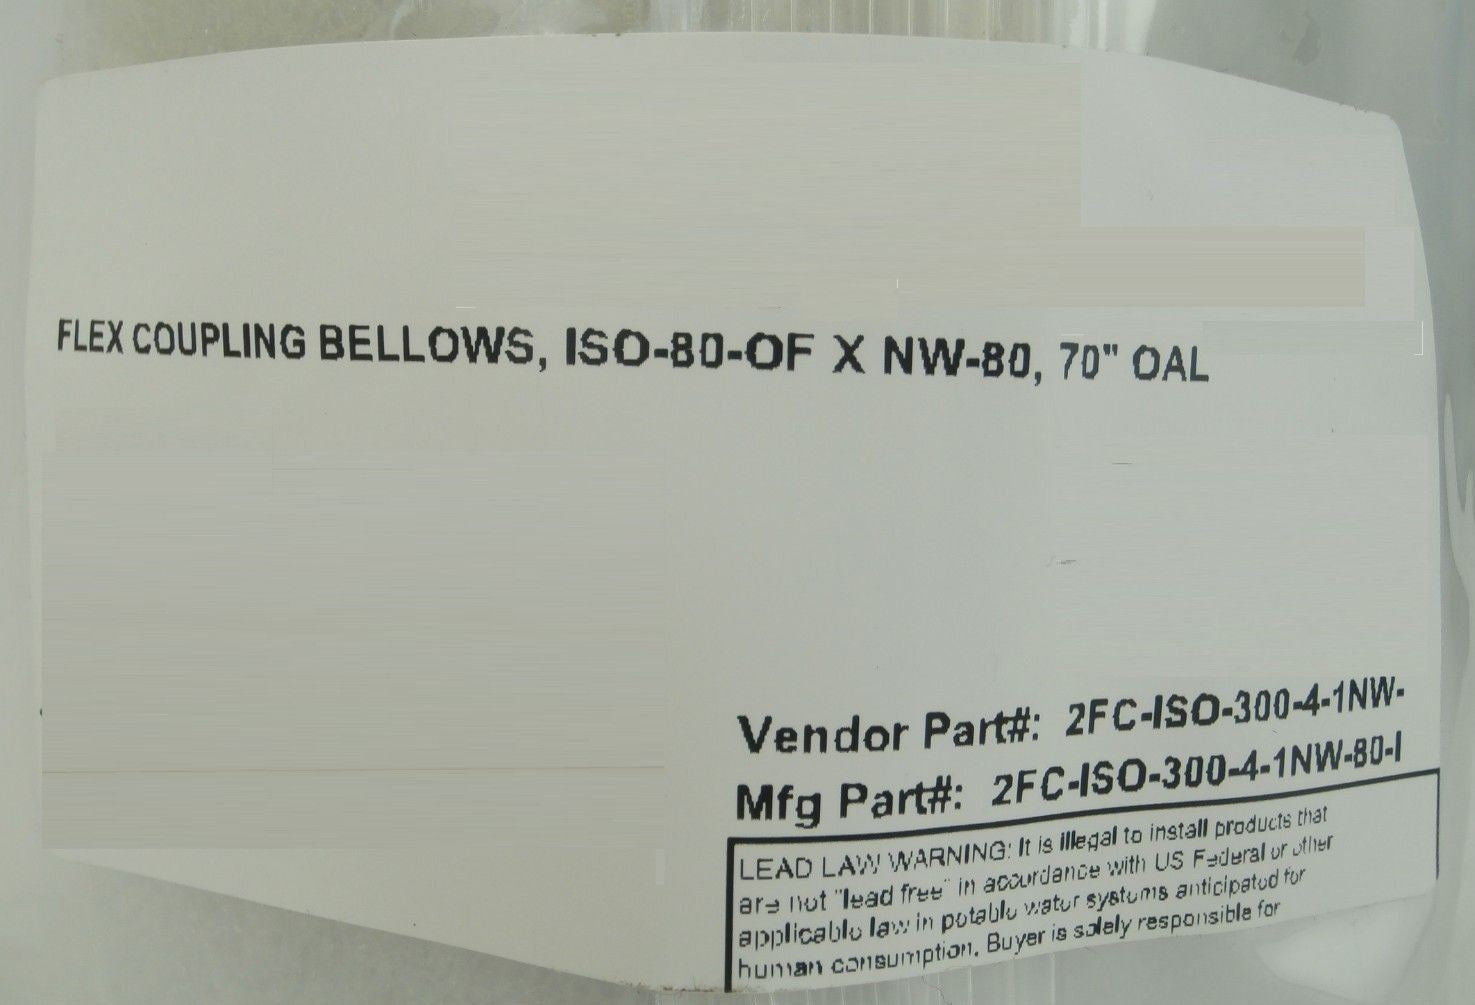 FLEX COUPLING BELLOWS, ISO-80-OF X NW-80, 70" OAL
Vendor Part#: 2FC-ISO-300-4-1NW-
Mfg Part#: 2FC-ISO-300-4-1NW-80-I
LEAD LAW WARNING: It is illegal to install products that
are not "lead free" in accordance with US Federal or other
applicable law in potable water systems anticipated for
human consumption. Buyer is solely responsible for